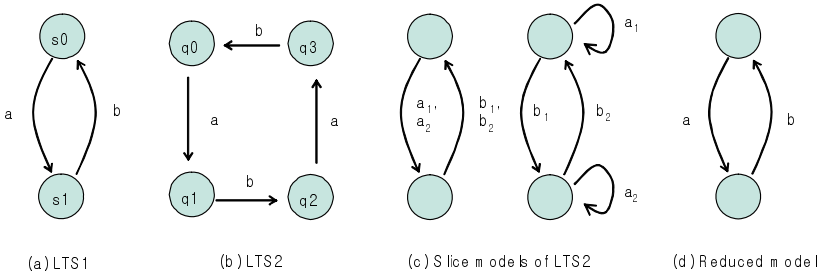 s0
a
b
s1
(a) LTS1
q0
b
q3
a
a
q1
b
q2
(b) LTS2
a1,
a2
b1,
b2
a1
b1
b2
a2
(c) Slice models of LTS2
a
b
(d) Reduced model